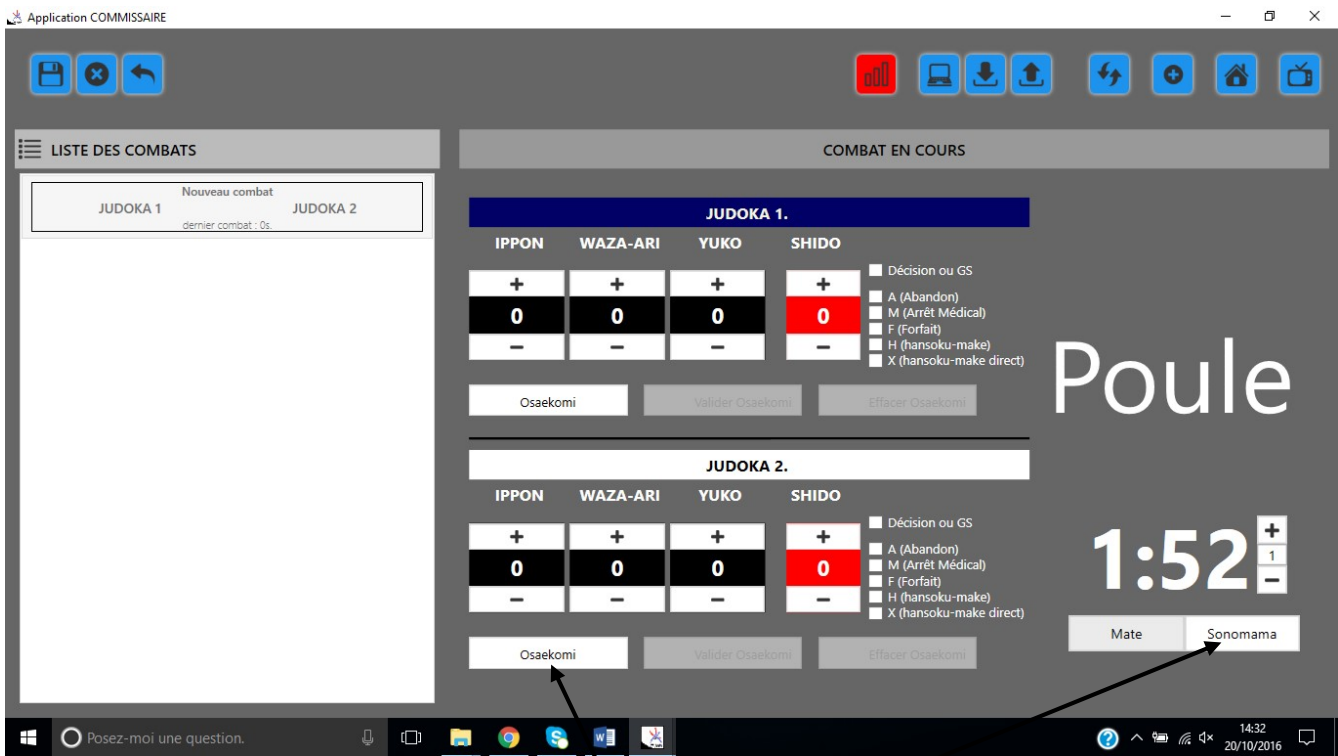 Application COMMISSAIRE
LISTE DES COMBATS
COMBAT EN COURS
Nouveau combat
JUDOKA 1 JUDOKA 2
dernier combat : 0s.
JUDOKA 1.
IPPON WAZA-ARI YUKO SHIDO
+ + + +
0 0 0 0
− − − −
Décision ou GS
A (Abandon)
M (Arrêt Médical)
F (Forfait)
H (hansoku-make)
X (hansoku-make direct)
Osaekomi Valider Osaekomi Effacer Osaekomi
Poule
JUDOKA 2.
IPPON WAZA-ARI YUKO SHIDO
+ + + +
0 0 0 0
− − − −
Décision ou GS
A (Abandon)
M (Arrêt Médical)
F (Forfait)
H (hansoku-make)
X (hansoku-make direct)
Osaekomi Valider Osaekomi Effacer Osaekomi
1:52
+
1
−
Mate Sonomama
Posez-moi une question.
14:32
20/10/2016